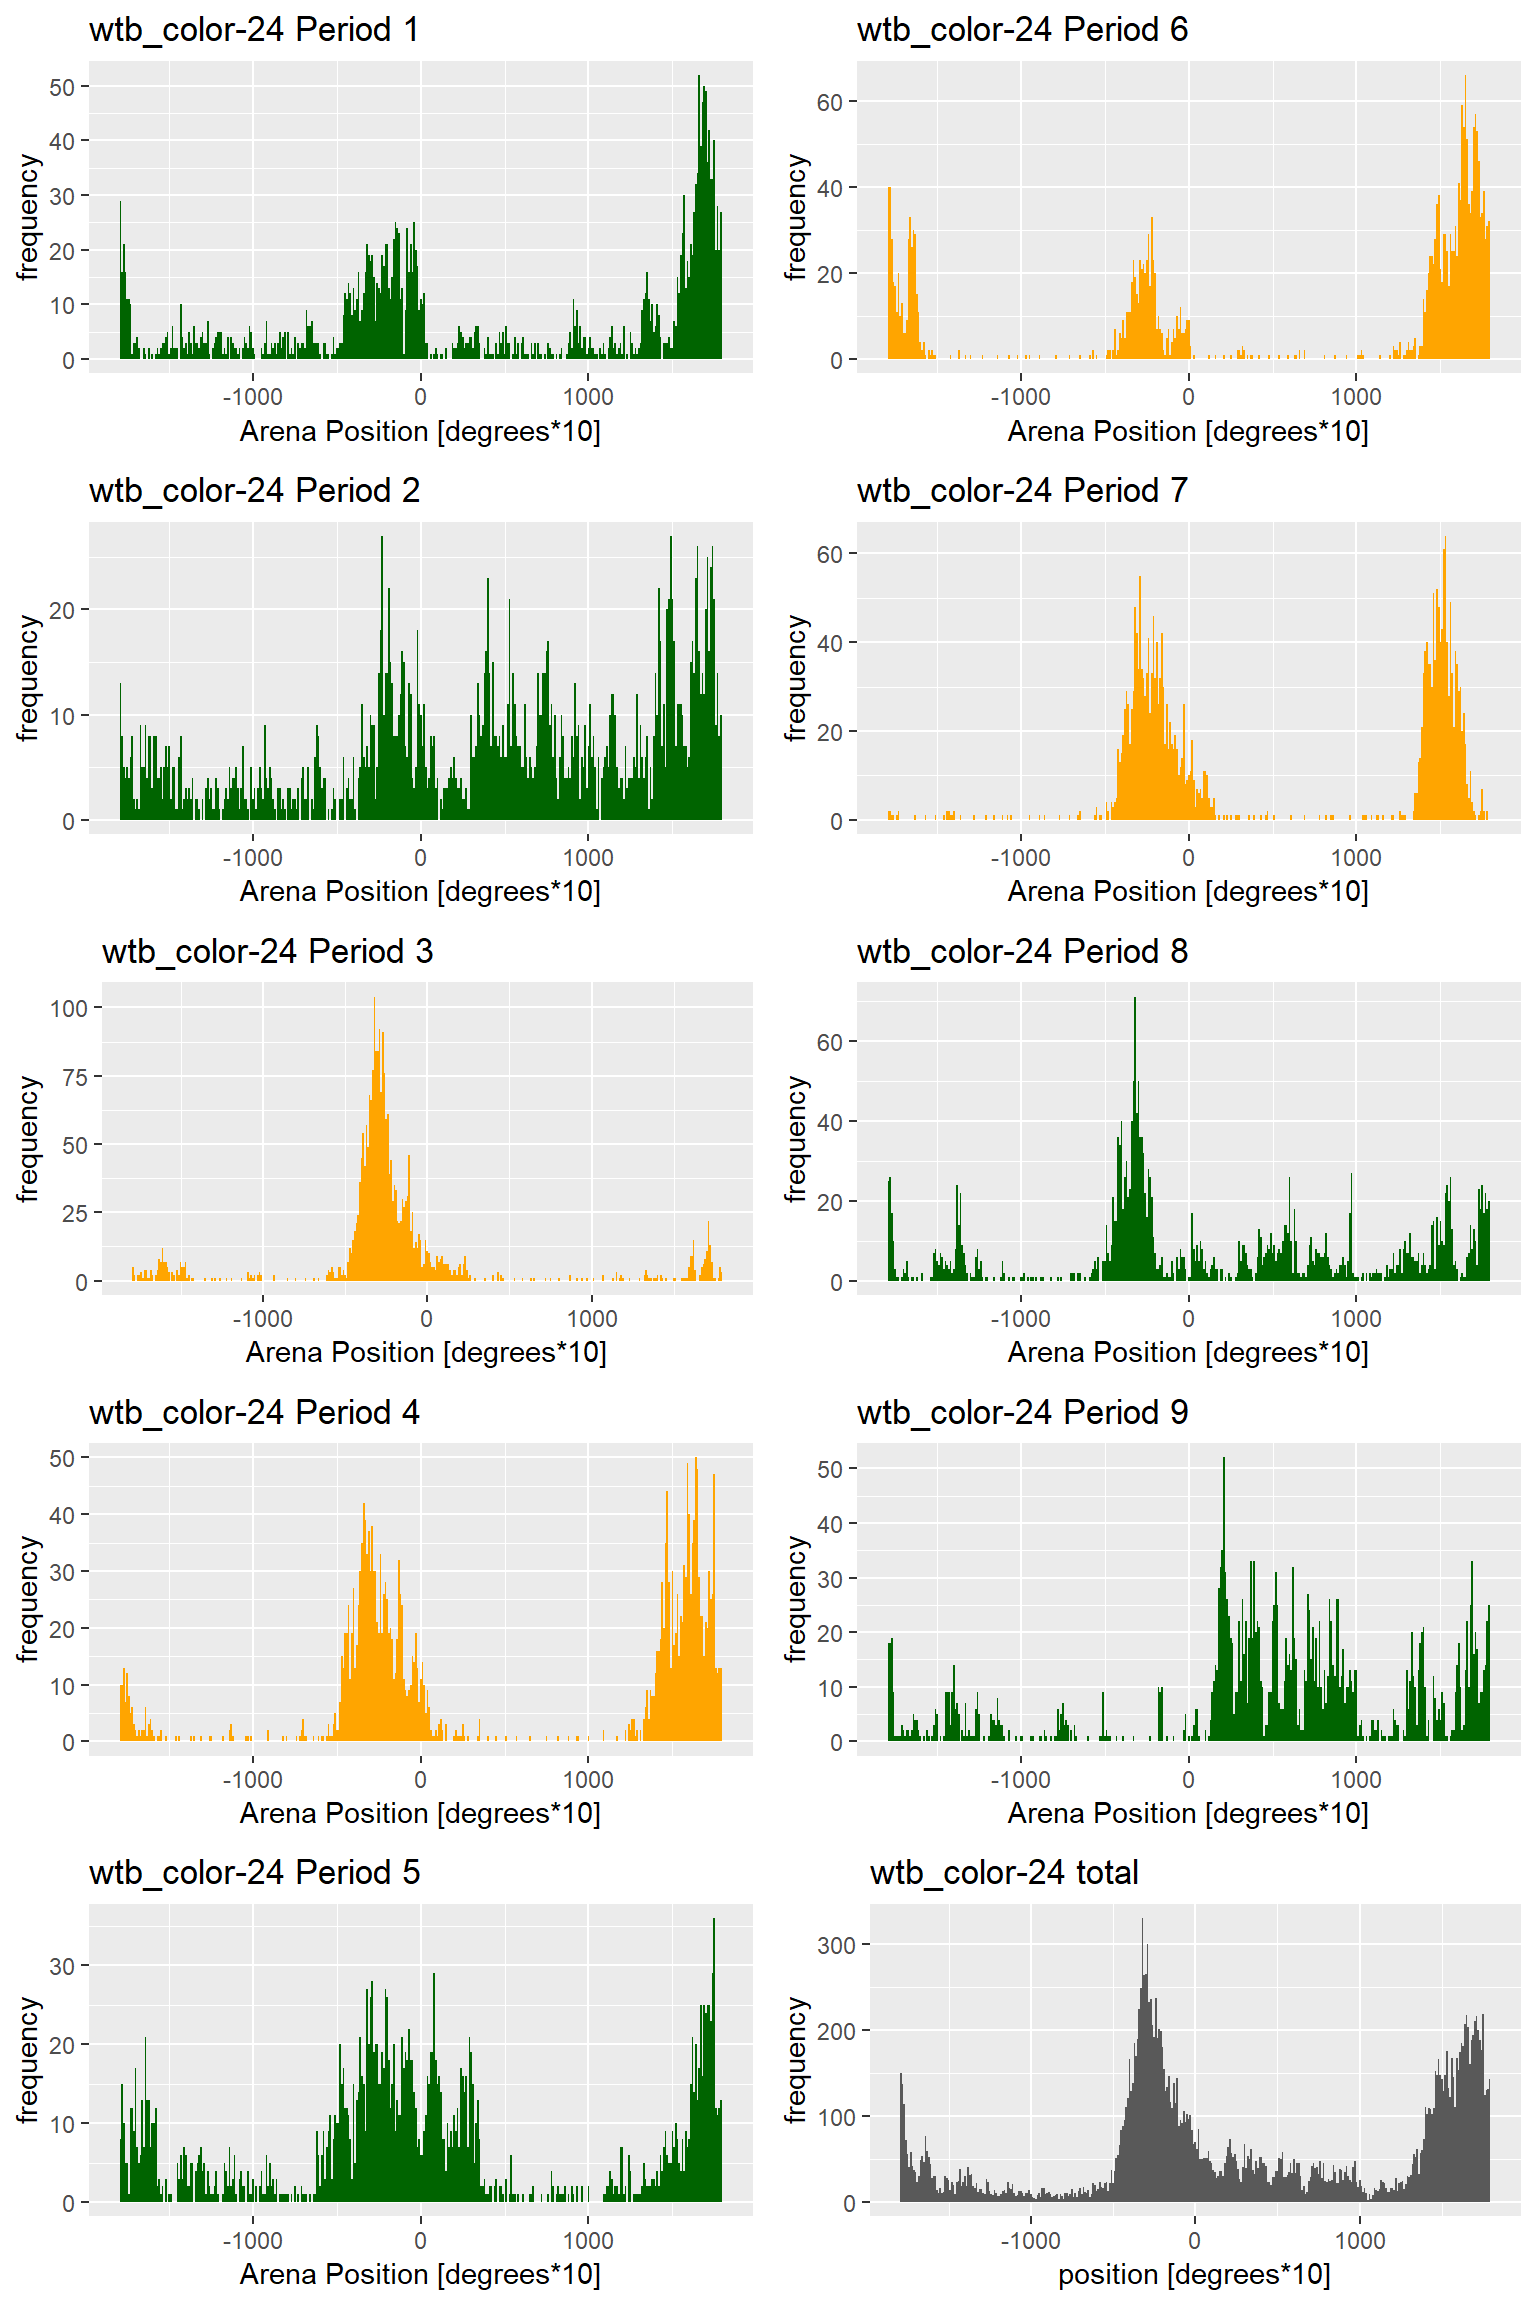 wtb_color-24 Period 1
50
40
30
20
10
0
frequency
-1000 0 1000
Arena Position [degrees*10]
wtb_color-24 Period 6
60
40
20
0
frequency
-1000 0 1000
Arena Position [degrees*10]
wtb_color-24 Period 2
20
10
0
frequency
-1000 0 1000
Arena Position [degrees*10]
wtb_color-24 Period 7
60
40
20
0
frequency
-1000 0 1000
Arena Position [degrees*10]
wtb_color-24 Period 3
100
75
50
25
0
frequency
-1000 0 1000
Arena Position [degrees*10]
wtb_color-24 Period 8
60
40
20
0
frequency
-1000 0 1000
Arena Position [degrees*10]
wtb_color-24 Period 4
50
40
30
20
10
0
frequency
-1000 0 1000
Arena Position [degrees*10]
wtb_color-24 Period 9
50
40
30
20
10
0
frequency
-1000 0 1000
Arena Position [degrees*10]
wtb_color-24 Period 5
30
20
10
0
frequency
-1000 0 1000
Arena Position [degrees*10]
wtb_color-24 total
300
200
100
0
frequency
-1000 0 1000
position [degrees*10]